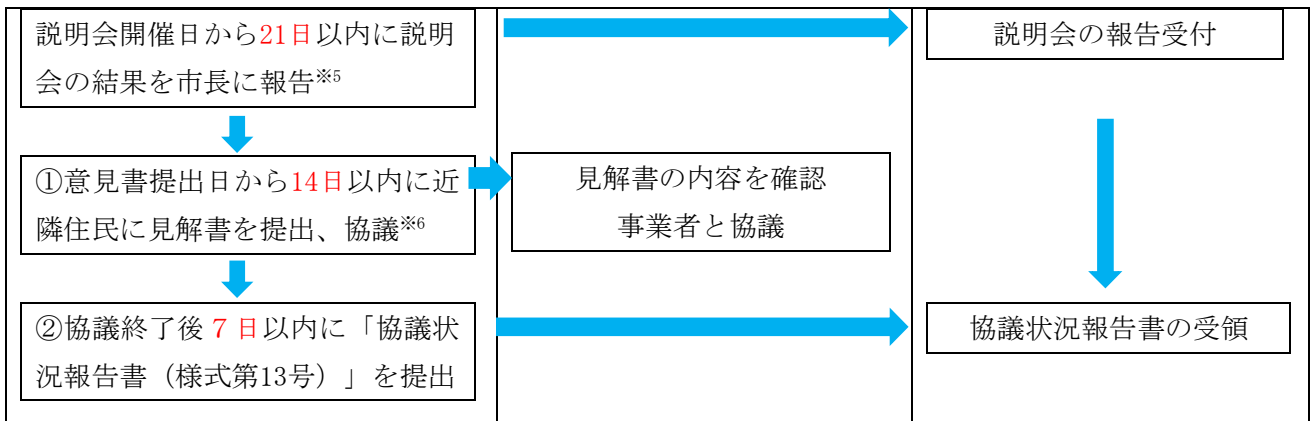 説明会開催日から21日以内に説明
会の結果を市長に報告※5
説明会の報告受付
①意見書提出日から14日以内に近
隣住民に見解書を提出、協議※6
見解書の内容を確認
事業者と協議
②協議終了後７日以内に「協議状
況報告書（様式第13号）」を提出
協議状況報告書の受領